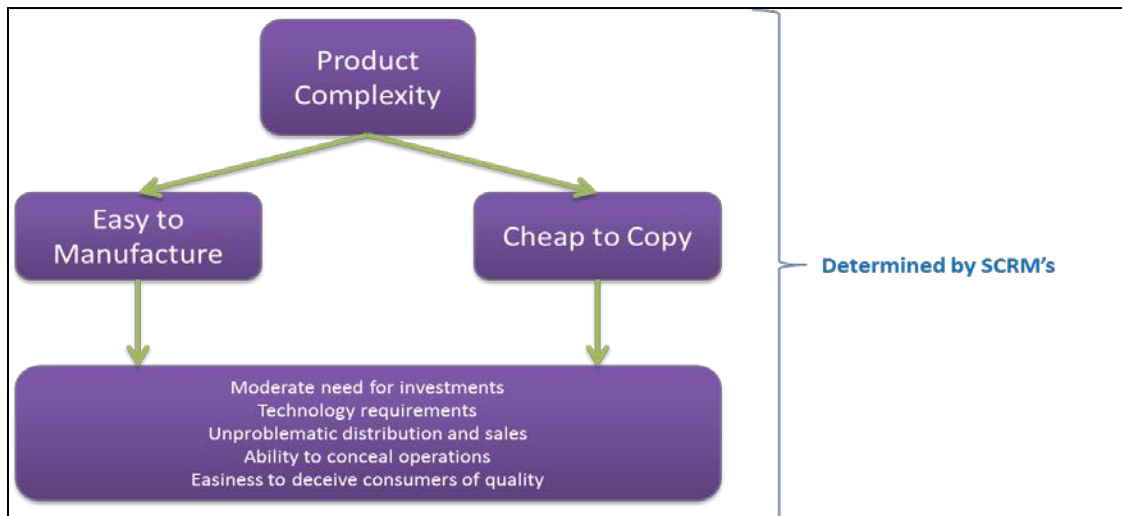 Product
Complexity
Easy to
Manufacture
Cheap to Copy
Determined by SCRM's
Moderate need for investments
Technology requirements
Unproblematic distribution and sales
Ability to conceal operations
Easiness to deceive consumers of quality